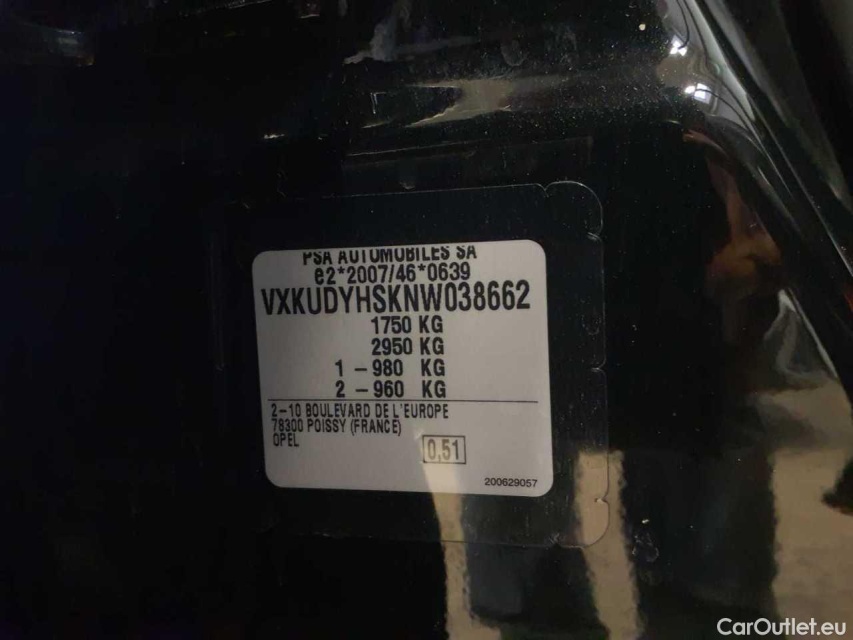 PSA AUTOMOBILES SA
e2*2007/46*0639
VXKUDYHSKNW038662
1750 KG
2950 KG
1 - 980 KG
2 - 960 KG
2-10 BOULEVARD DE L'EUROPE
78300 POISSY (FRANCE)
OPEL
0,51
200629057
CarOutlet.eu